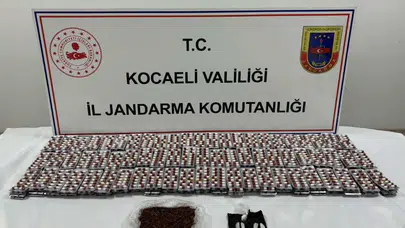 T.C.
KOCAELİ VALİLİĞİ
İL JANDARMA KOMUTANLIĞI